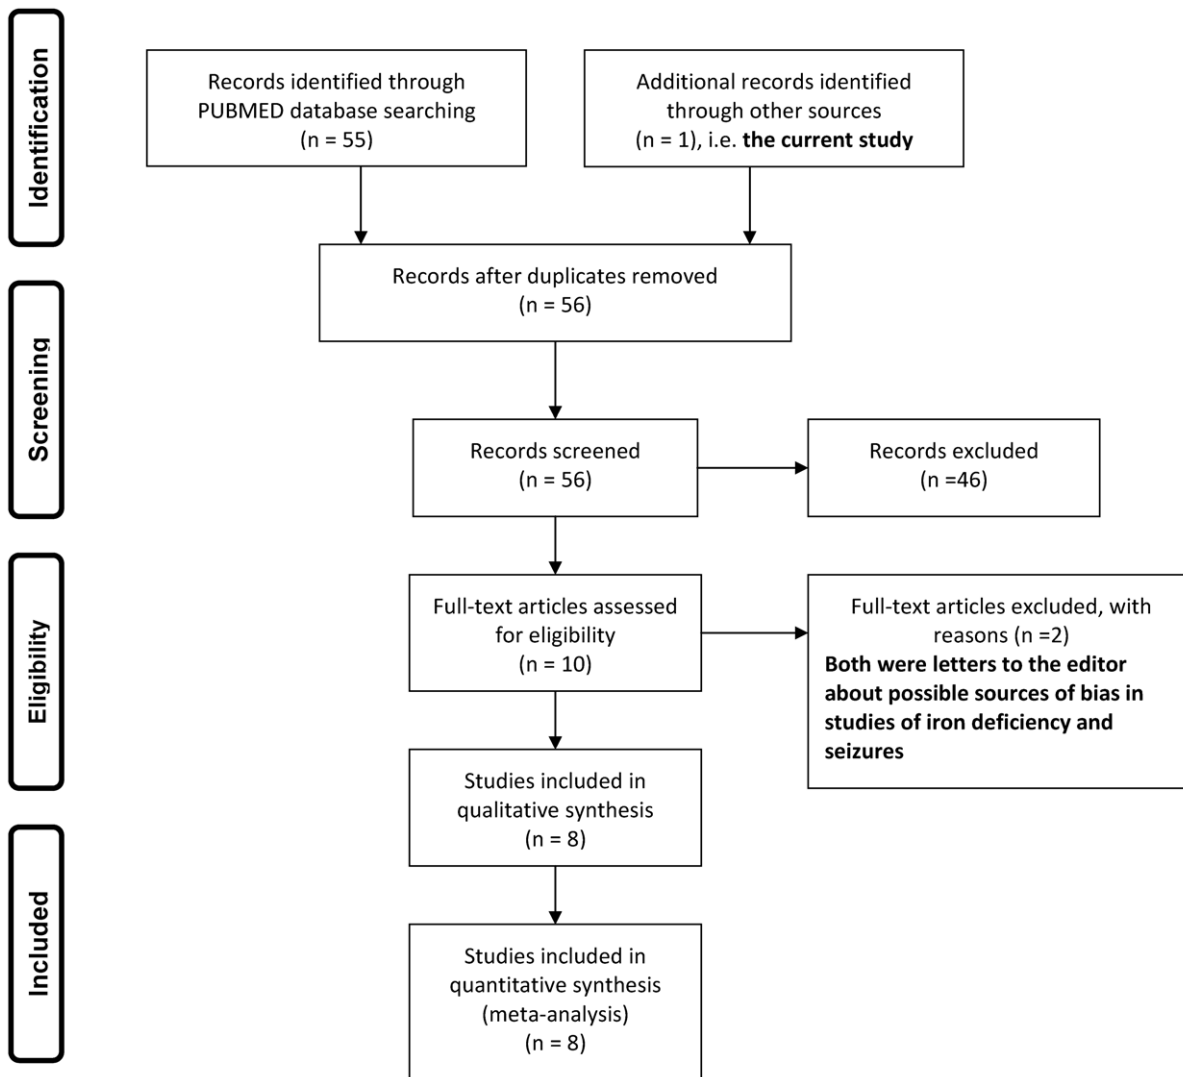 Identification
Records identified through
PUBMED database searching
(n = 55)
Additional records identified
through other sources
(n = 1), i.e. the current study
Records after duplicates removed
(n = 56)
Screening
Records screened
(n = 56)
Records excluded
(n =46)
Eligibility
Full-text articles assessed
for eligibility
(n = 10)
Full-text articles excluded, with
reasons (n =2)
Both were letters to the editor
about possible sources of bias in
studies of iron deficiency and
seizures
Studies included in
qualitative synthesis
(n = 8)
Included
Studies included in
quantitative synthesis
(meta-analysis)
(n = 8)